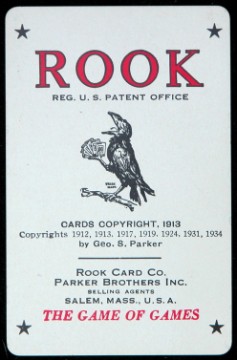 ROOK
REG. U. S. PATENT OFFICE
CARDS COPYRIGHT, 1913
Copyrights 1912, 1913, 1917, 1919, 1924, 1931, 1934
by Geo. S. Parker
Rook Card Co.
Parker Brothers Inc.
SELLING AGENTS
SALEM, MASS., U.S.A.
THE GAME OF GAMES